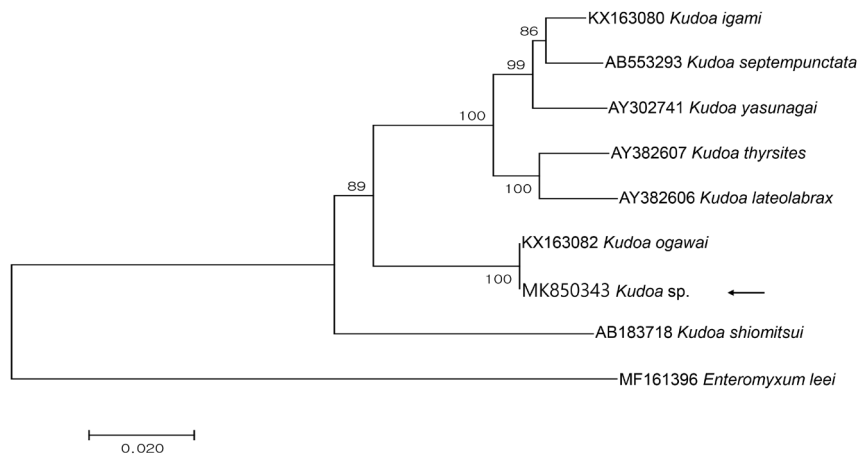 KX163080 Kudoa igami
86
AB553293 Kudoa septempunctata
99
AY302741 Kudoa yasunagai
100
AY382607 Kudoa thyrsites
100
AY382606 Kudoa lateolabrax
89
KX163082 Kudoa ogawai
100
MK850343 Kudoa sp.
AB183718 Kudoa shiomitsui
MF161396 Enteromyxum leei
0.020